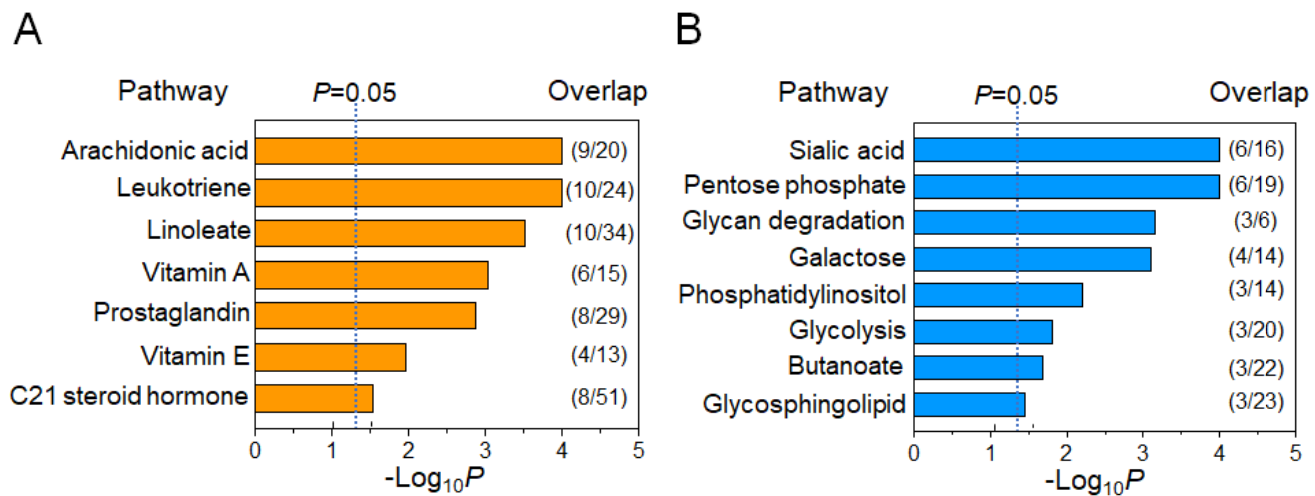 A
Pathway P=0.05 Overlap
Arachidonic acid (9/20)
Leukotriene (10/24)
Linoleate (10/34)
Vitamin A (6/15)
Prostaglandin (8/29)
Vitamin E (4/13)
C21 steroid hormone (8/51)
0 1 2 3 4 5
-Log₁₀P
B
Pathway P=0.05 Overlap
Sialic acid (6/16)
Pentose phosphate (6/19)
Glycan degradation (3/6)
Galactose (4/14)
Phosphatidylinositol (3/14)
Glycolysis (3/20)
Butanoate (3/22)
Glycosphingolipid (3/23)
0 1 2 3 4 5
-Log₁₀P